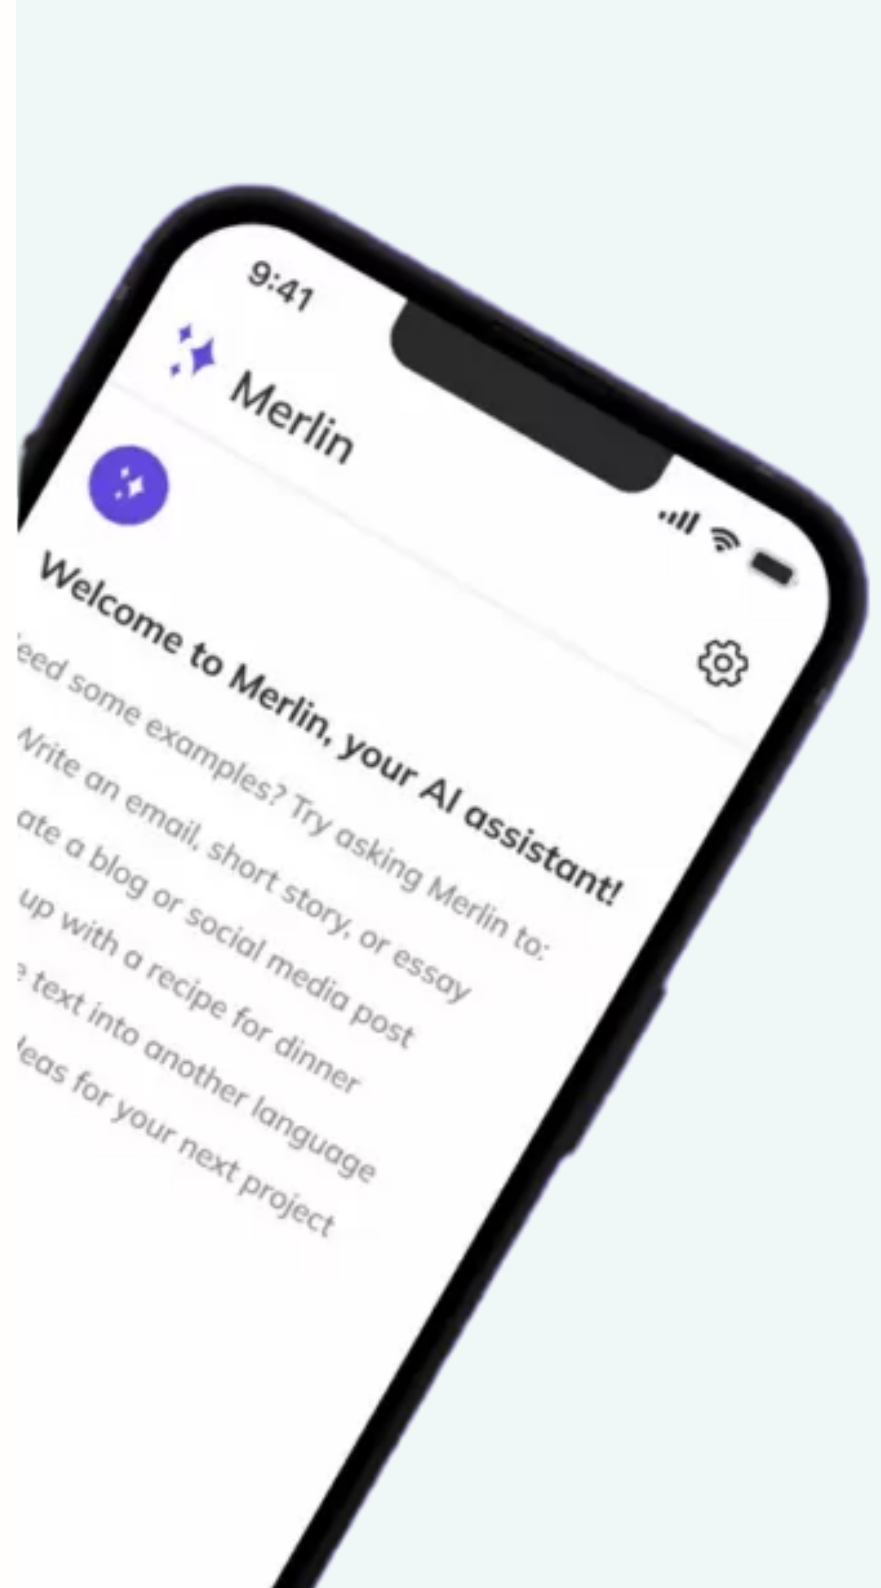 9:41
Merlin
Welcome to Merlin, your AI assistant!
eed some examples? Try asking Merlin to:
Write an email, short story, or essay
ate a blog or social media post
up with a recipe for dinner
e text into another language
deas for your next project